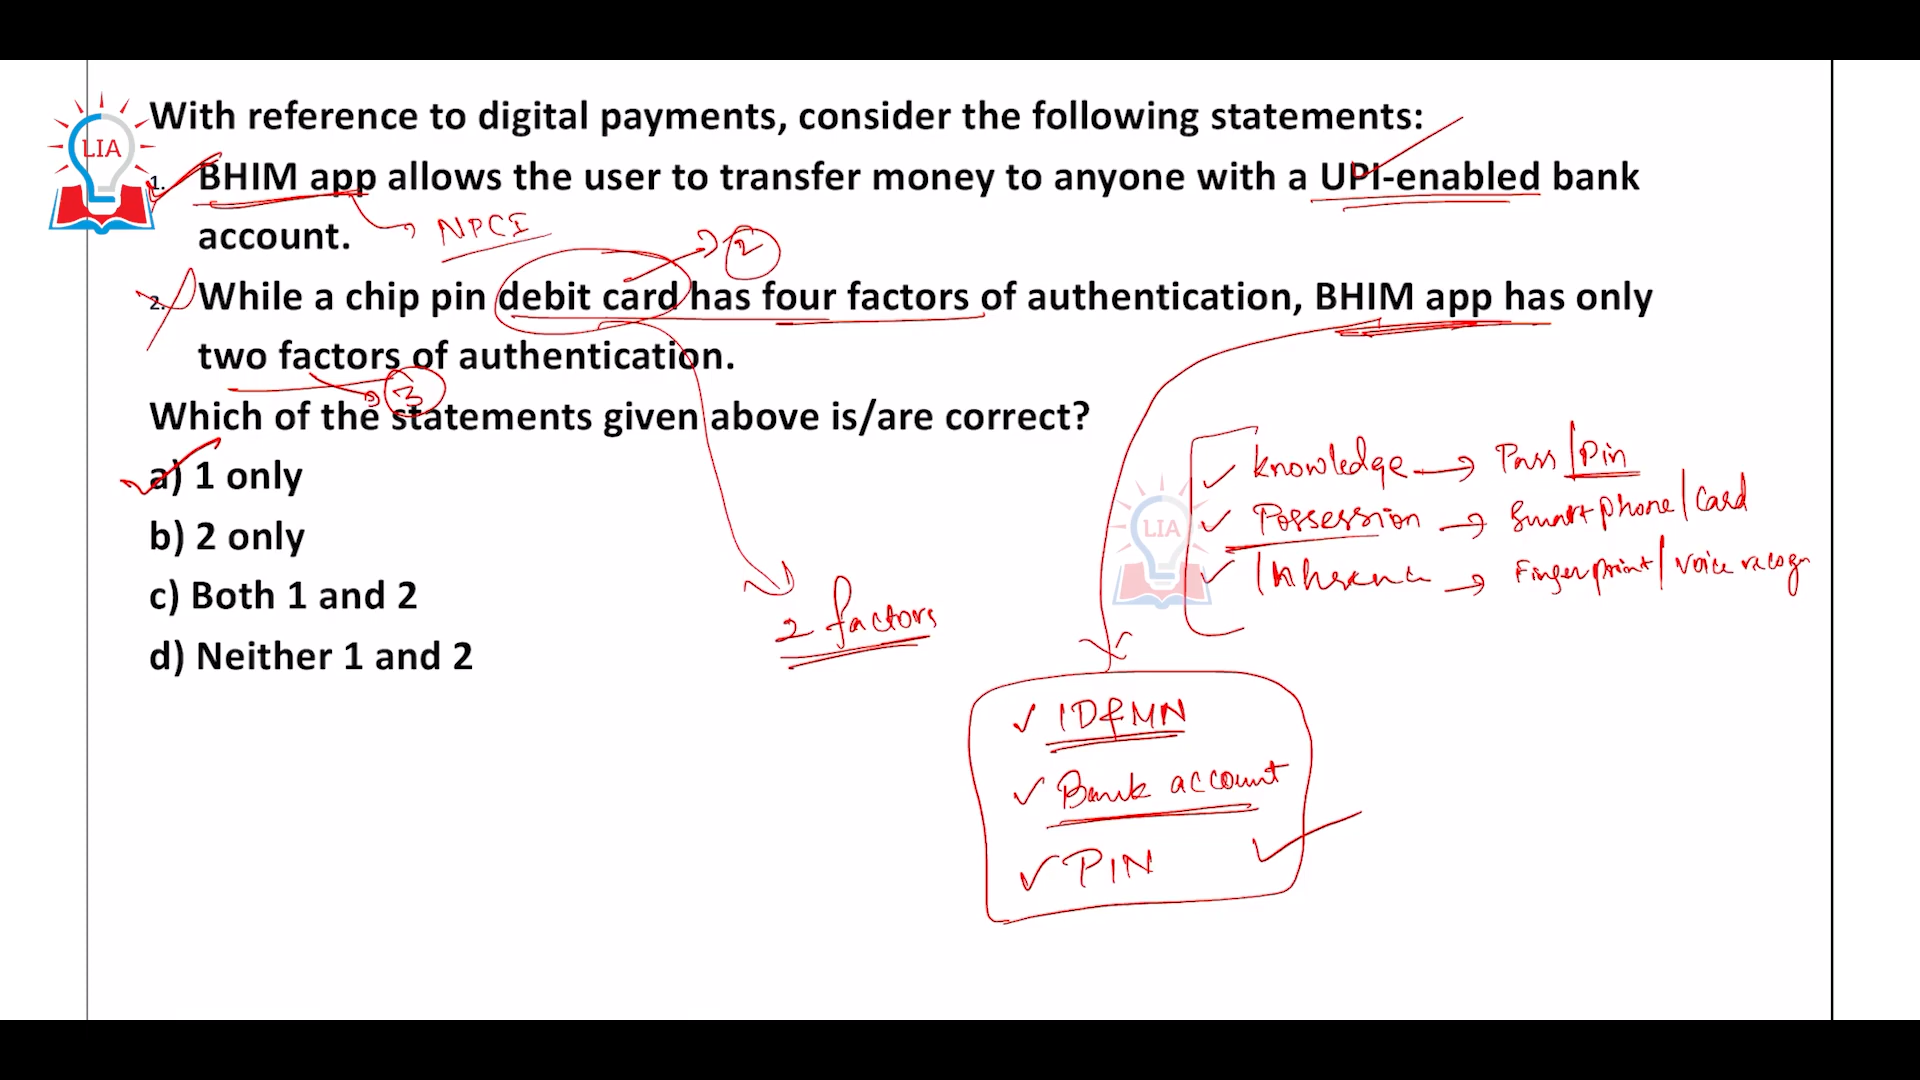 With reference to digital payments, consider the following statements:
LIA
1. BHIM app allows the user to transfer money to anyone with a UPI-enabled bank
account.
NPCI
2
2. While a chip pin debit card has four factors of authentication, BHIM app has only
two factors of authentication.
3
Which of the statements given above is/are correct?
a) 1 only
b) 2 only
c) Both 1 and 2
d) Neither 1 and 2
Knowledge → Pass/Pin
LIA
Possession → Smart phone/Card
→ Fingerprint/Voice recogn
2 factors
ID & MN
Bank account
PIN